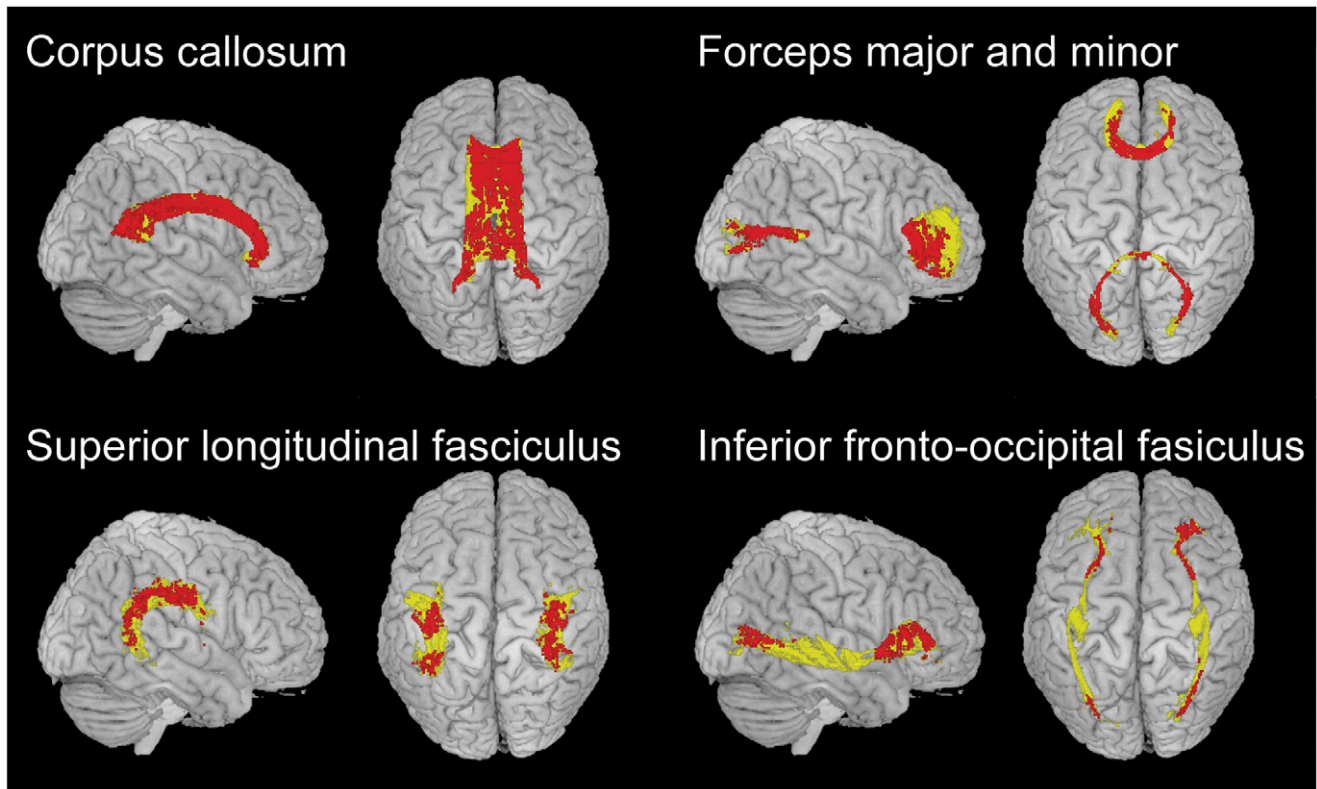 Corpus callosum
Forceps major and minor
Superior longitudinal fasciculus
Inferior fronto-occipital fasiculus